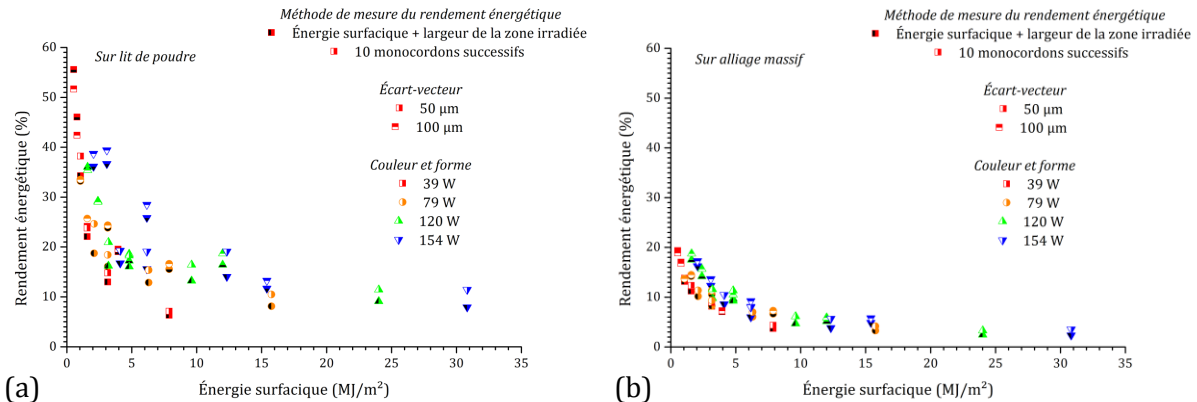 Méthode de mesure du rendement énergétique
Énergie surfacique + largeur de la zone irradiée
10 monocordons successifs
Sur lit de poudre
Écart-vecteur
50 µm
100 µm
Couleur et forme
39 W
79 W
120 W
154 W
Rendement énergétique (%)
60
50
40
30
20
10
0
0 5 10 15 20 25 30 35
Énergie surfacique (MJ/m²)
(a)
Méthode de mesure du rendement énergétique
Énergie surfacique + largeur de la zone irradiée
10 monocordons successifs
Sur alliage massif
Écart-vecteur
50 µm
100 µm
Couleur et forme
39 W
79 W
120 W
154 W
Rendement énergétique (%)
60
50
40
30
20
10
0
0 5 10 15 20 25 30 35
Énergie surfacique (MJ/m²)
(b)